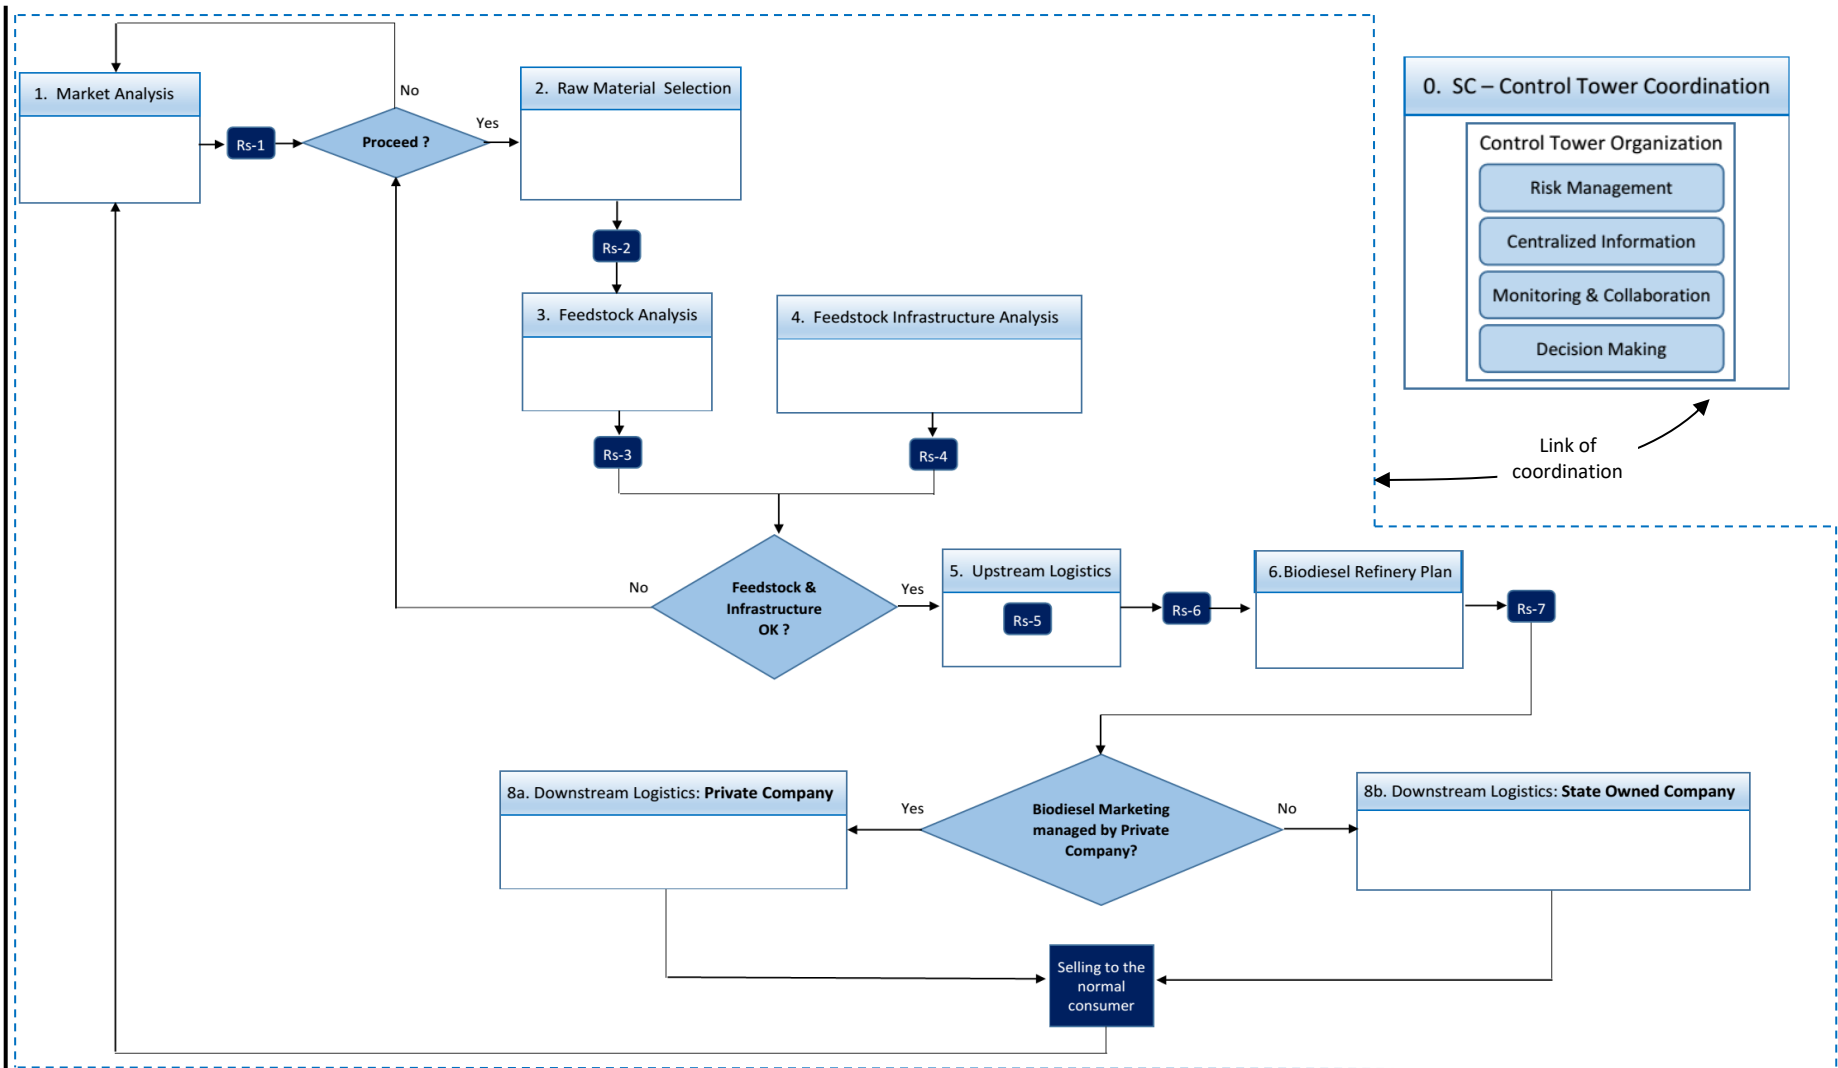 No
1. Market Analysis
Rs-1
Proceed ?
Yes
2. Raw Material Selection
Rs-2
3. Feedstock Analysis
4. Feedstock Infrastructure Analysis
Rs-3
Rs-4
0. SC – Control Tower Coordination
Control Tower Organization
Risk Management
Centralized Information
Monitoring & Collaboration
Decision Making
Link of
coordination
No
Feedstock &
Infrastructure
OK ?
Yes
5. Upstream Logistics
Rs-5
Rs-6
6.Biodiesel Refinery Plan
Rs-7
8a. Downstream Logistics: Private Company
Yes
Biodiesel Marketing
managed by Private
Company?
No
8b. Downstream Logistics: State Owned Company
Selling to the
normal
consumer